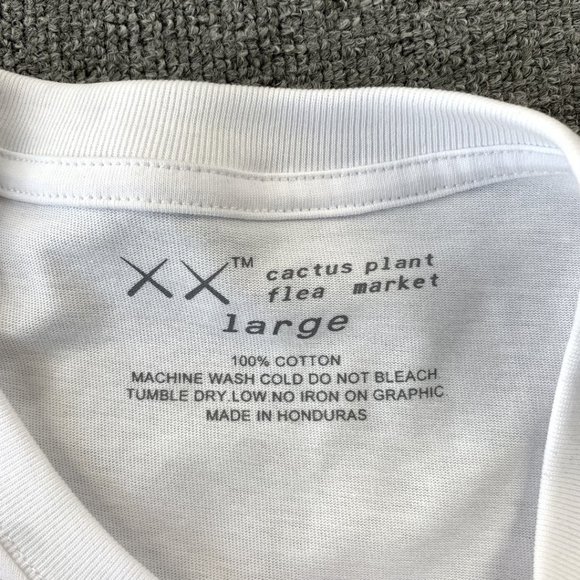 XX™ cactus plant
flea market
large
100% COTTON
MACHINE WASH COLD DO NOT BLEACH.
TUMBLE DRY.LOW.NO IRON ON GRAPHIC.
MADE IN HONDURAS